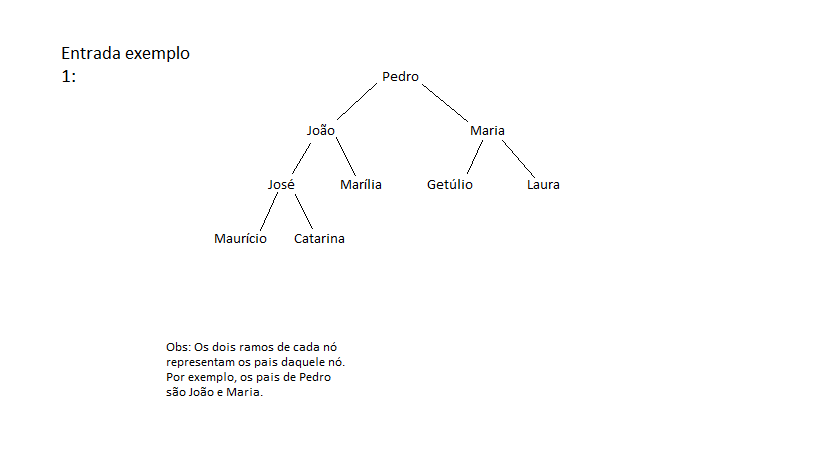 Entrada exemplo
1:
Pedro
João
Maria
José
Marília
Getúlio
Laura
Maurício
Catarina
Obs: Os dois ramos de cada nó
representam os pais daquele nó.
Por exemplo, os pais de Pedro
são João e Maria.